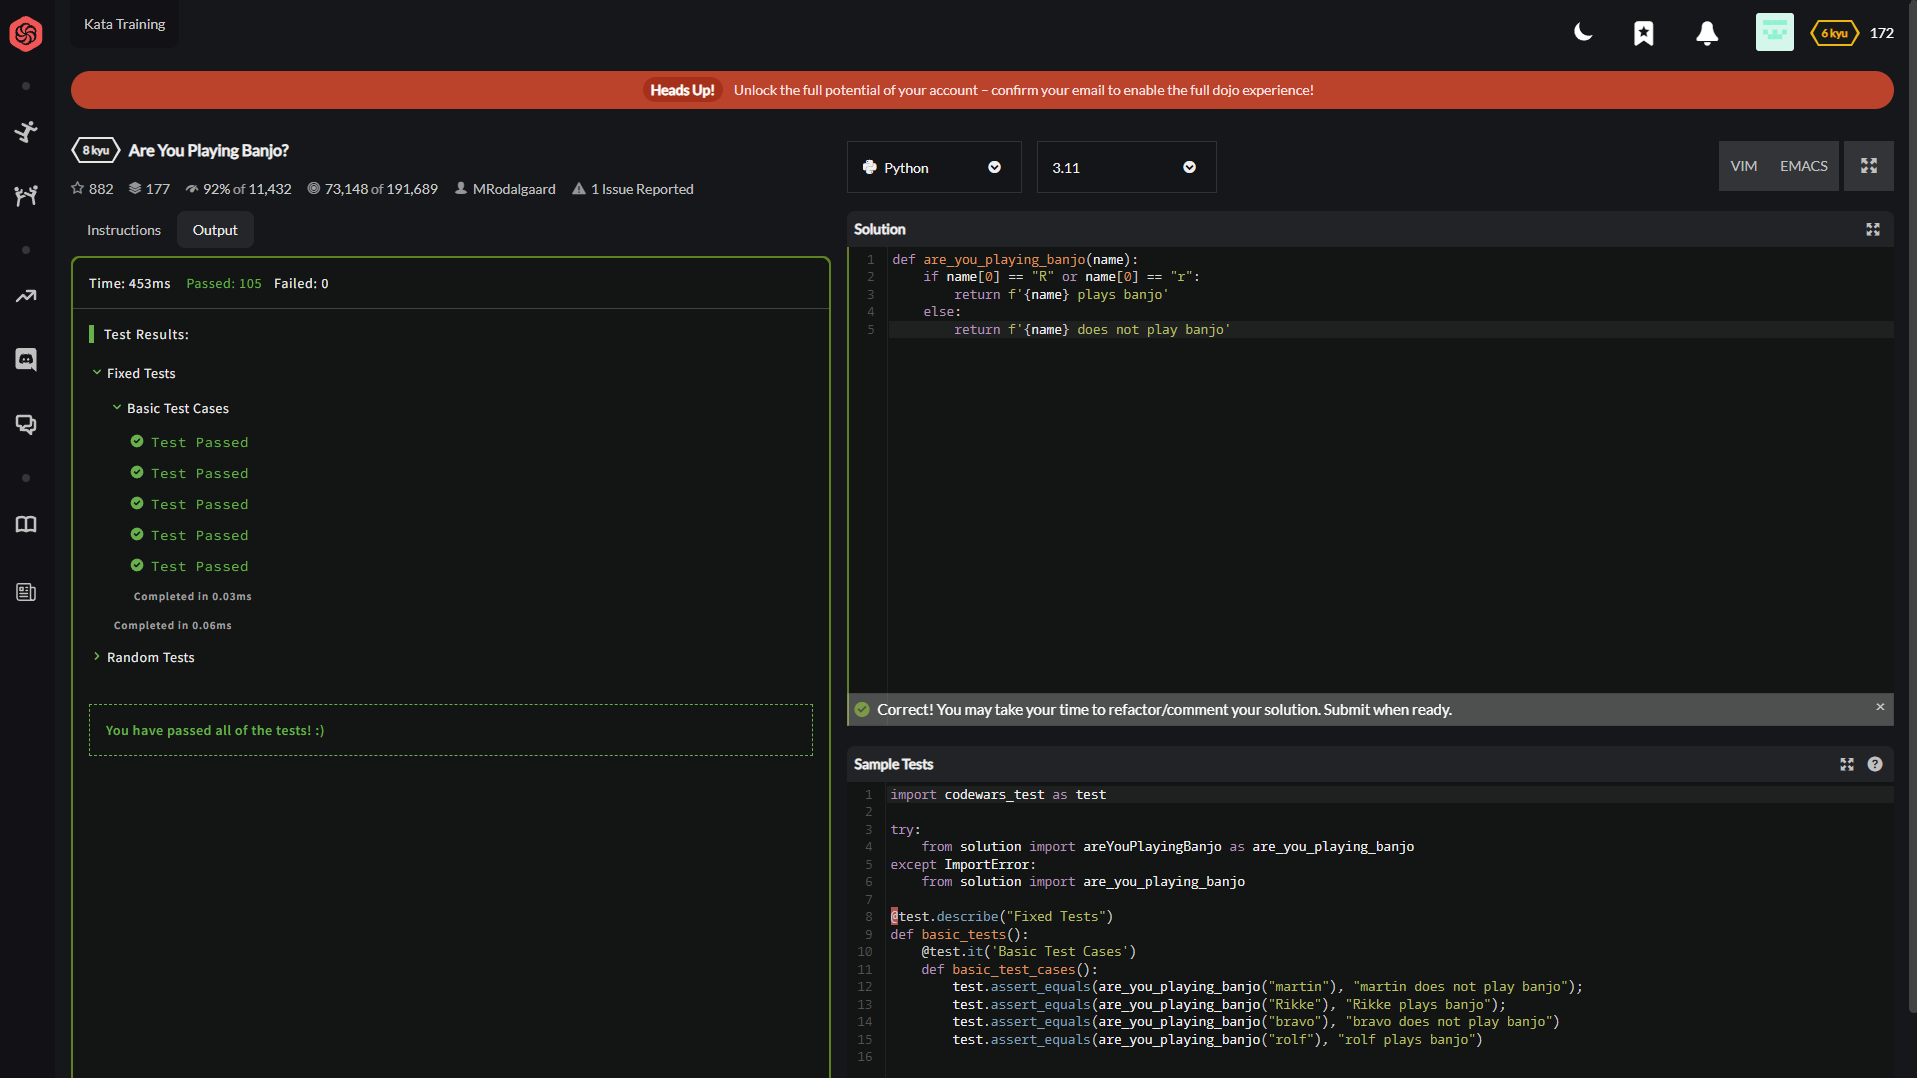 Kata Training
6 kyu 172
Heads Up! Unlock the full potential of your account – confirm your email to enable the full dojo experience!
8 kyu Are You Playing Banjo?
882 177 92% of 11,432 73,148 of 191,689 MRodalgaard 1 Issue Reported
Instructions Output
Time: 453ms Passed: 105 Failed: 0
Test Results:
Fixed Tests
Basic Test Cases
Test Passed
Test Passed
Test Passed
Test Passed
Test Passed
Completed in 0.03ms
Completed in 0.06ms
Random Tests
You have passed all of the tests! :)
Python 3.11 VIM EMACS
Solution
1 def are_you_playing_banjo(name):
2     if name[0] == "R" or name[0] == "r":
3         return f'{name} plays banjo'
4     else:
5         return f'{name} does not play banjo'
Correct! You may take your time to refactor/comment your solution. Submit when ready. ×
Sample Tests ?
1 import codewars_test as test
2
3 try:
4     from solution import areYouPlayingBanjo as are_you_playing_banjo
5 except ImportError:
6     from solution import are_you_playing_banjo
7
8 @test.describe("Fixed Tests")
9 def basic_tests():
10     @test.it('Basic Test Cases')
11     def basic_test_cases():
12         test.assert_equals(are_you_playing_banjo("martin"), "martin does not play banjo");
13         test.assert_equals(are_you_playing_banjo("Rikke"), "Rikke plays banjo");
14         test.assert_equals(are_you_playing_banjo("bravo"), "bravo does not play banjo")
15         test.assert_equals(are_you_playing_banjo("rolf"), "rolf plays banjo")
16